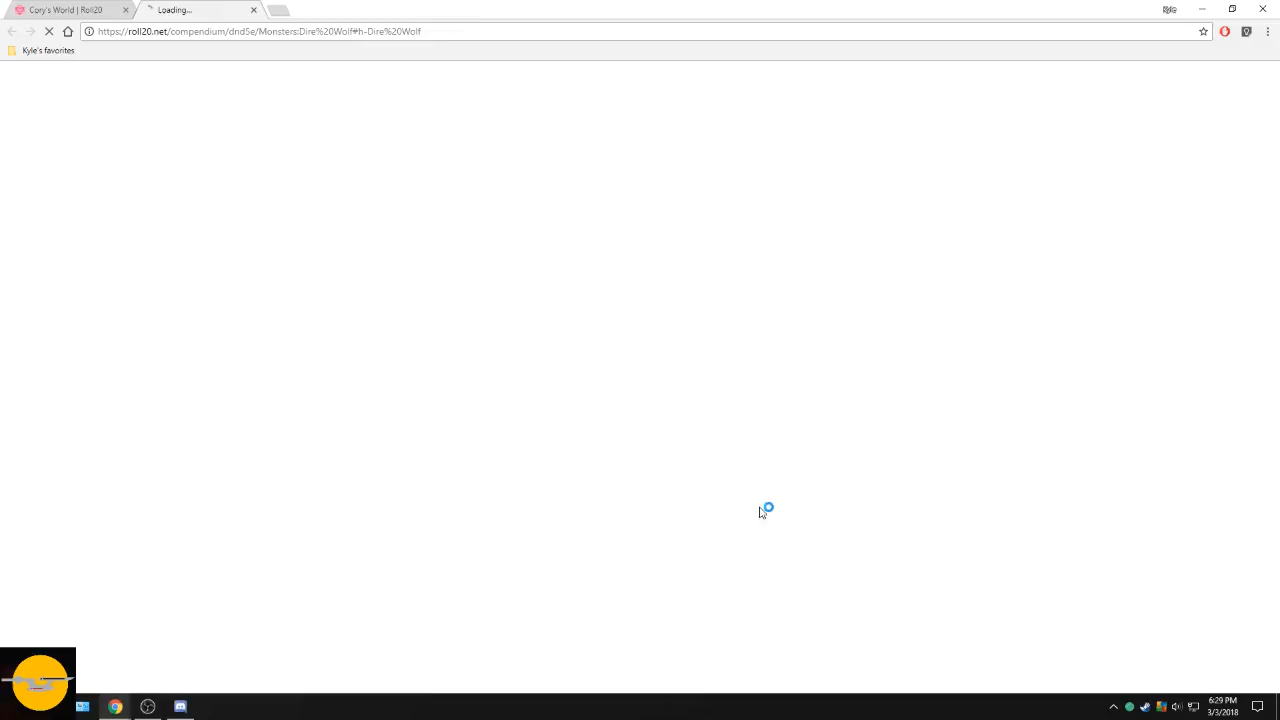 Cory's World | Roll20
Loading...
Kyle
https://roll20.net/compendium/dnd5e/Monsters:Dire%20Wolf#h-Dire%20Wolf
Kyle's favorites
6:29 PM
3/3/2018